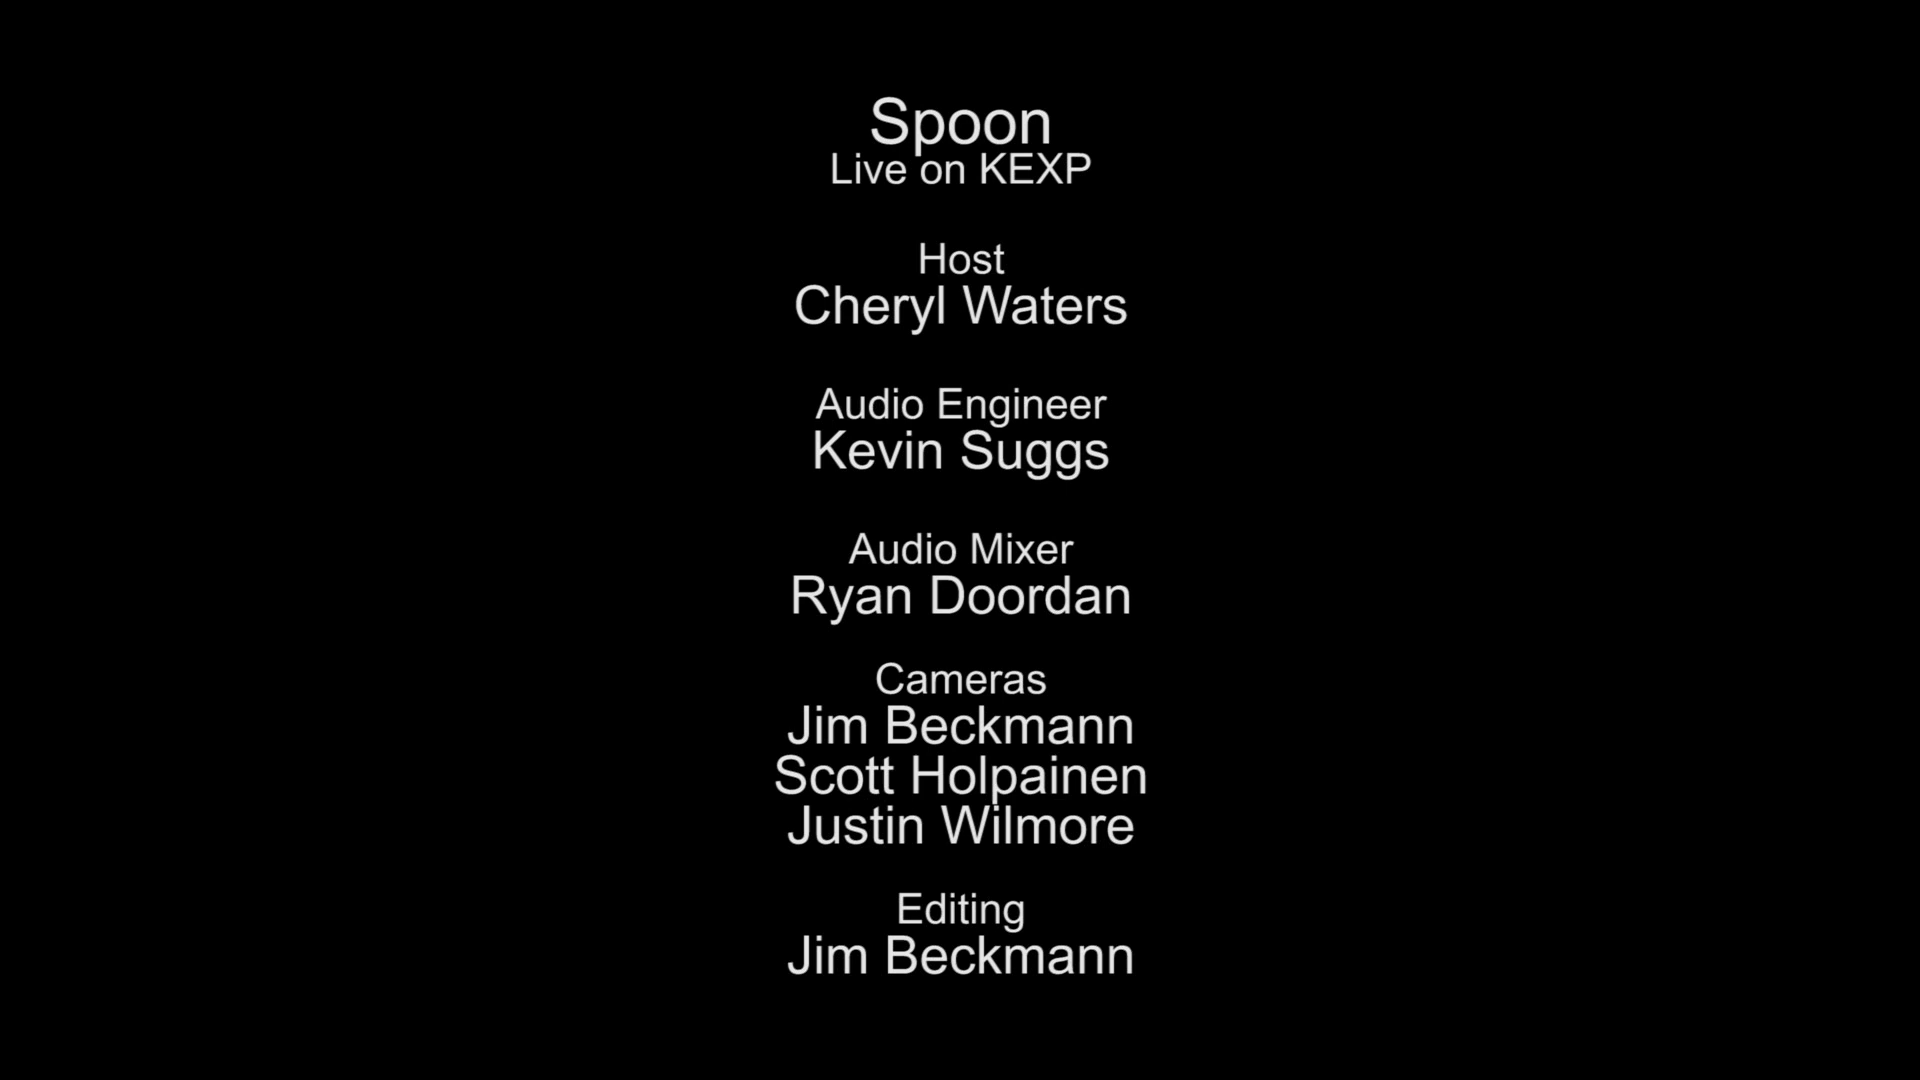 Spoon
Live on KEXP
Host
Cheryl Waters
Audio Engineer
Kevin Suggs
Audio Mixer
Ryan Doordan
Cameras
Jim Beckmann
Scott Holpainen
Justin Wilmore
Editing
Jim Beckmann